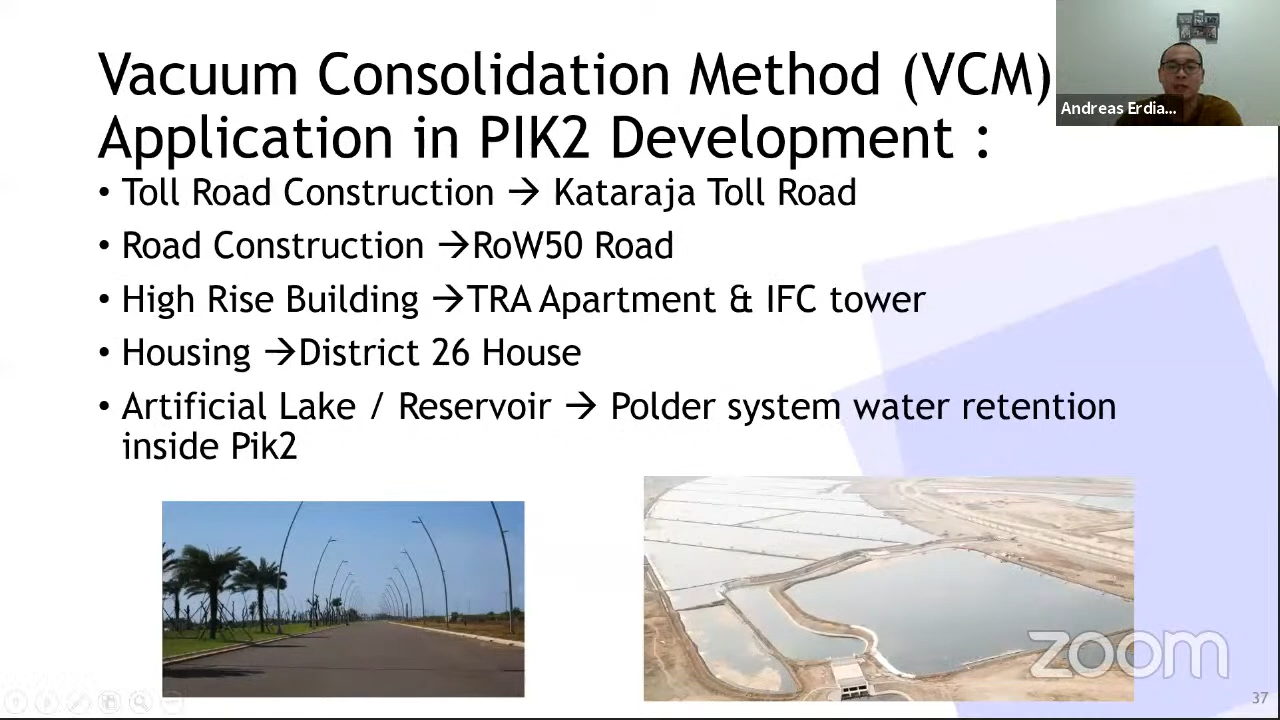 Vacuum Consolidation Method (VCM)
Application in PIK2 Development :
• Toll Road Construction → Kataraja Toll Road
• Road Construction →RoW50 Road
• High Rise Building →TRA Apartment & IFC tower
• Housing →District 26 House
• Artificial Lake / Reservoir → Polder system water retention
inside Pik2
Andreas Erdia...
zoom
37